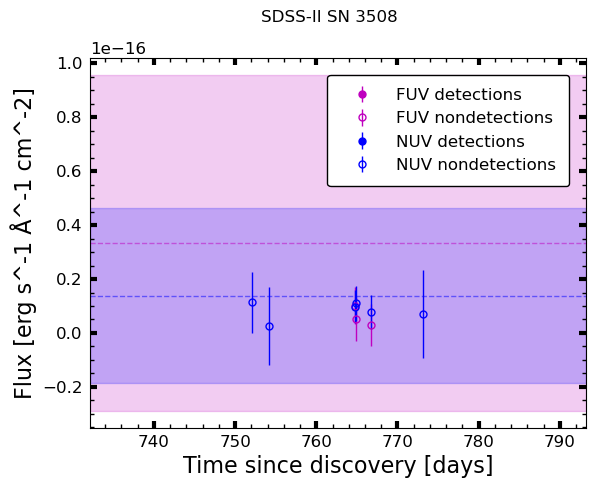 SDSS-II SN 3508
1e−16
FUV detections
FUV nondetections
NUV detections
NUV nondetections
1.0
0.8
0.6
0.4
0.2
0.0
−0.2
Flux [erg s^-1 Å^-1 cm^-2]
740
750
760
770
780
790
Time since discovery [days]